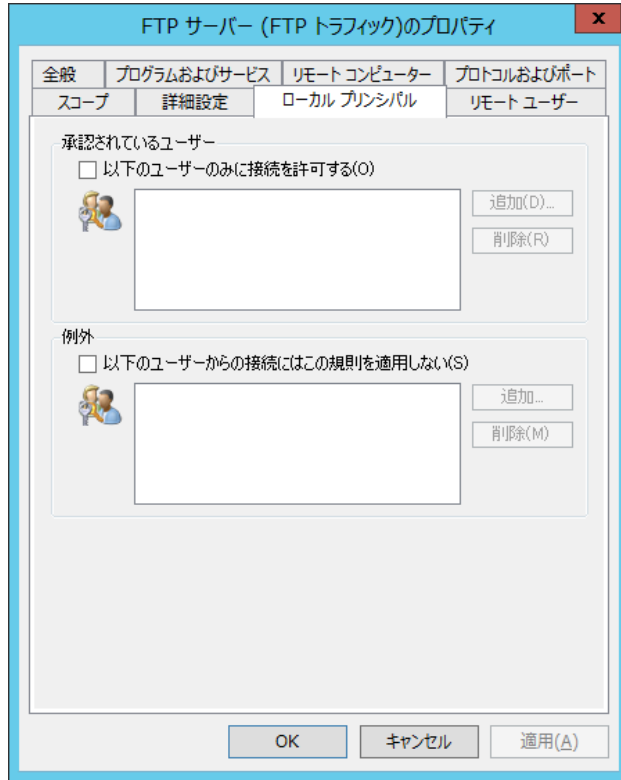 FTP サーバー (FTP トラフィック)のプロパティ
x
全般 プログラムおよびサービス リモート コンピューター プロトコルおよびポート
スコープ 詳細設定 ローカル プリンシパル リモート ユーザー
承認されているユーザー
以下のユーザーのみに接続を許可する(O)
追加(D)...
削除(R)
例外
以下のユーザーからの接続にはこの規則を適用しない(S)
追加...
削除(M)
OK キャンセル 適用(A)